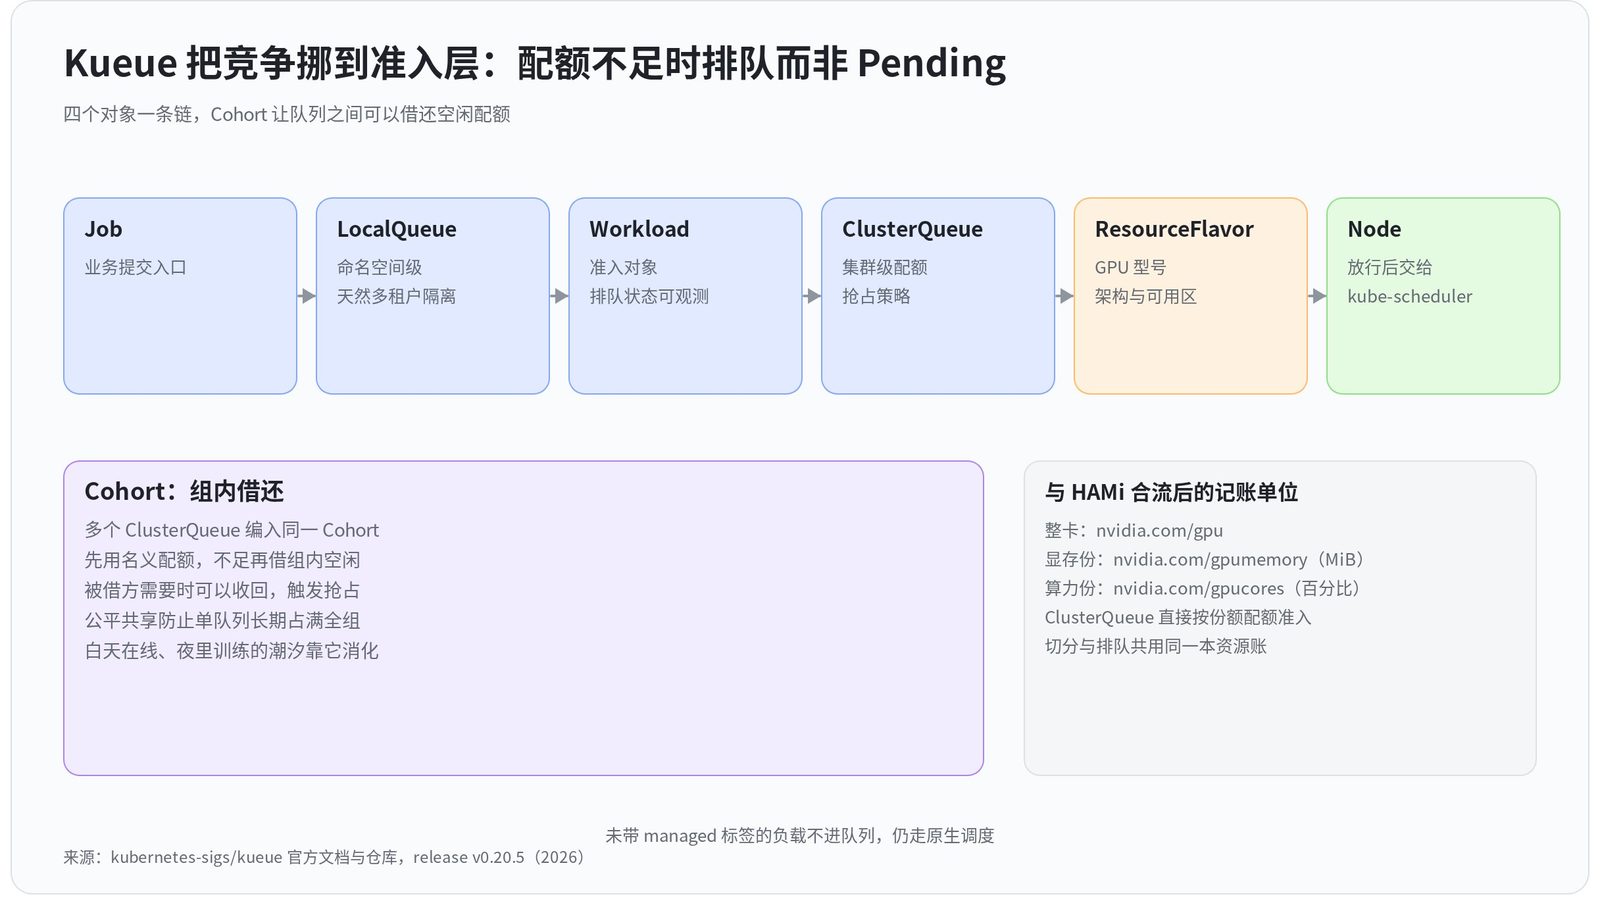 Kueue 把竞争挪到准入层：配额不足时排队而非 Pending
四个对象一条链，Cohort 让队列之间可以借还空闲配额
Job
业务提交入口
LocalQueue
命名空间级
天然多租户隔离
Workload
准入对象
排队状态可观测
ClusterQueue
集群级配额
抢占策略
ResourceFlavor
GPU 型号
架构与可用区
Node
放行后交给
kube-scheduler
Cohort：组内借还
多个 ClusterQueue 编入同一 Cohort
先用名义配额，不足再借组内空闲
被借方需要时可以收回，触发抢占
公平共享防止单队列长期占满全组
白天在线、夜里训练的潮汐靠它消化
与 HAMi 合流后的记账单位
整卡：nvidia.com/gpu
显存份：nvidia.com/gpumemory（MiB）
算力份：nvidia.com/gpucores（百分比）
ClusterQueue 直接按份额配额准入
切分与排队共用同一本资源账
未带 managed 标签的负载不进队列，仍走原生调度
来源：kubernetes-sigs/kueue 官方文档与仓库，release v0.20.5（2026）